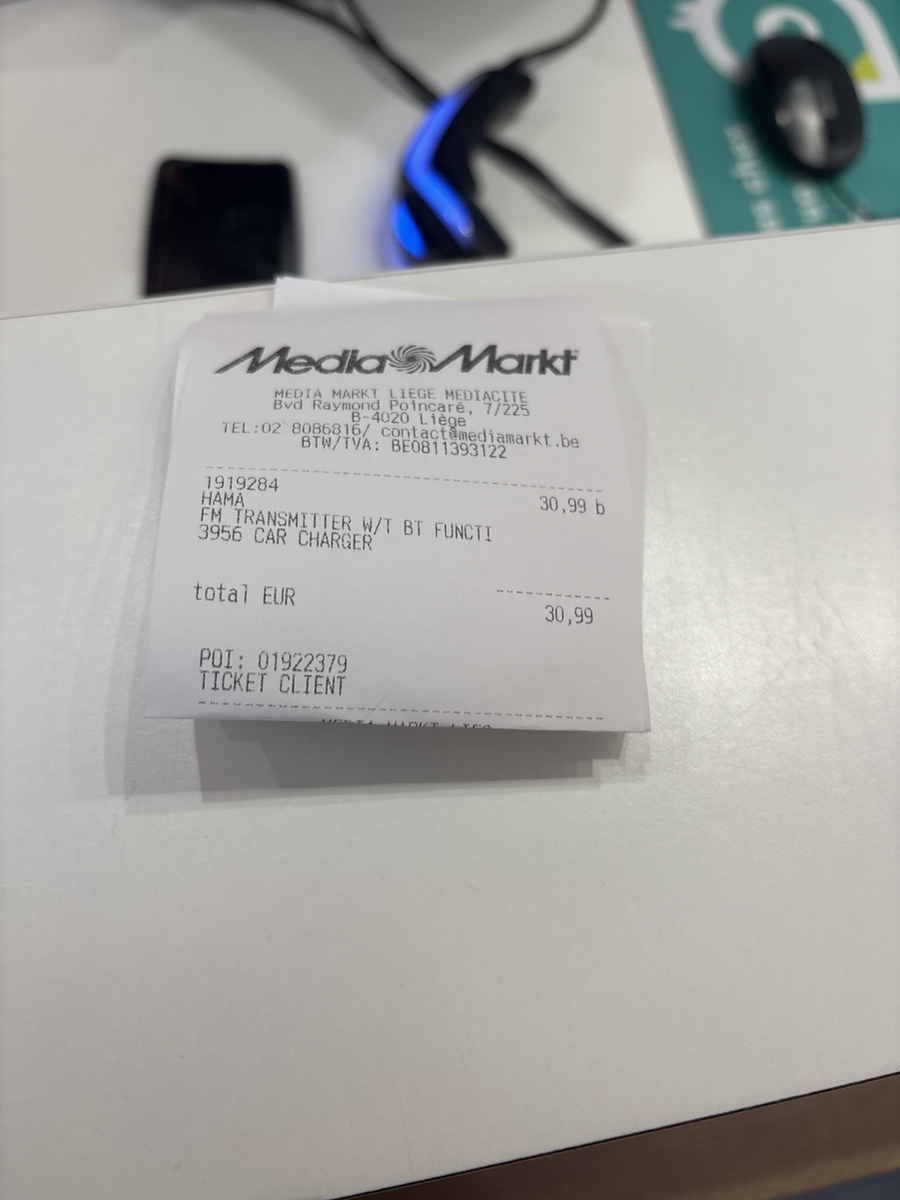 Media Markt
MEDIA MARKT LIEGE MEDIACITE
Bvd Raymond Poincaré, 7/225
B-4020 Liège
TEL:02 8086816/ contact@mediamarkt.be
BTW/TVA: BE0811393122
1919284
HAMA 30,99 b
FM TRANSMITTER W/T BT FUNCTI
3956 CAR CHARGER
total EUR
30,99
POI: 01922379
TICKET CLIENT